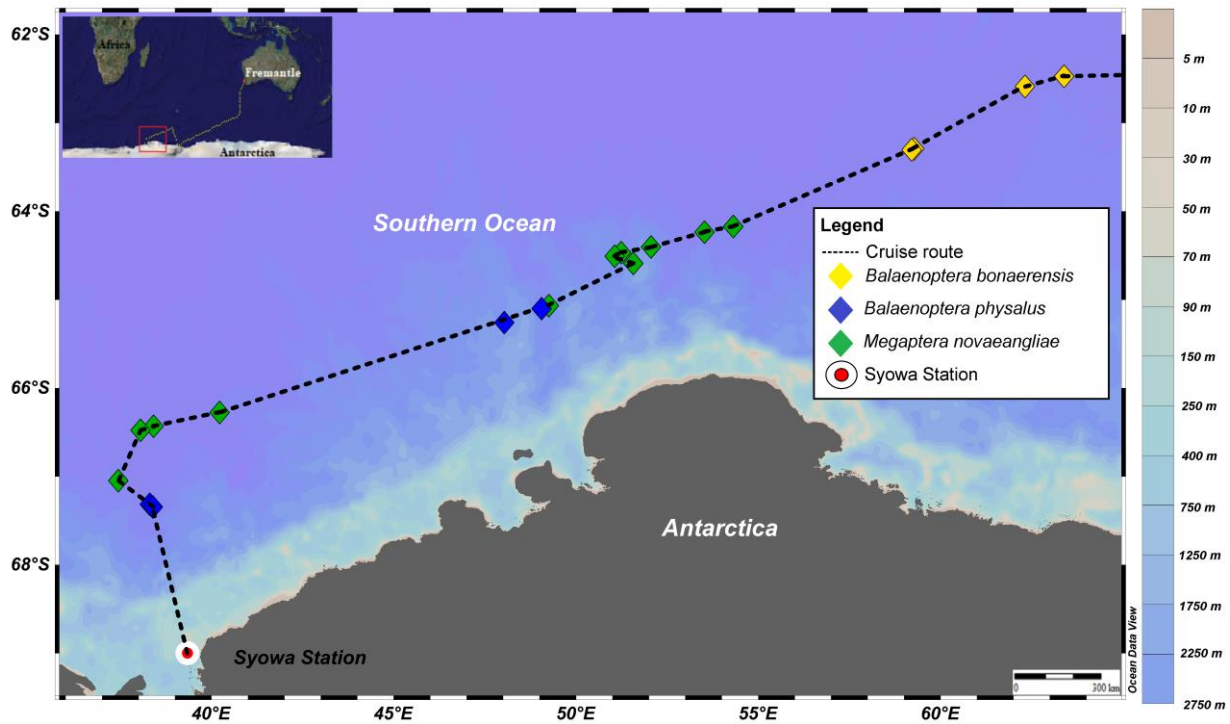 62°S
64°S
66°S
68°S
Africa
Fremantle
Antarctica
Southern Ocean
Legend
Cruise route
Balaenoptera bonaerensis
Balaenoptera physalus
Megaptera novaeangliae
Syowa Station
Antarctica
Syowa Station
0 300 km
40°E 45°E 50°E 55°E 60°E
Ocean Data View
5 m
10 m
30 m
50 m
70 m
90 m
150 m
250 m
400 m
750 m
1250 m
1750 m
2250 m
2750 m